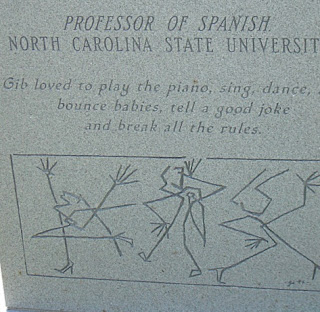 PROFESSOR OF SPANISH
NORTH CAROLINA STATE UNIVERSIT
Gib loved to play the piano, sing, dance,
bounce babies, tell a good joke
and break all the rules.